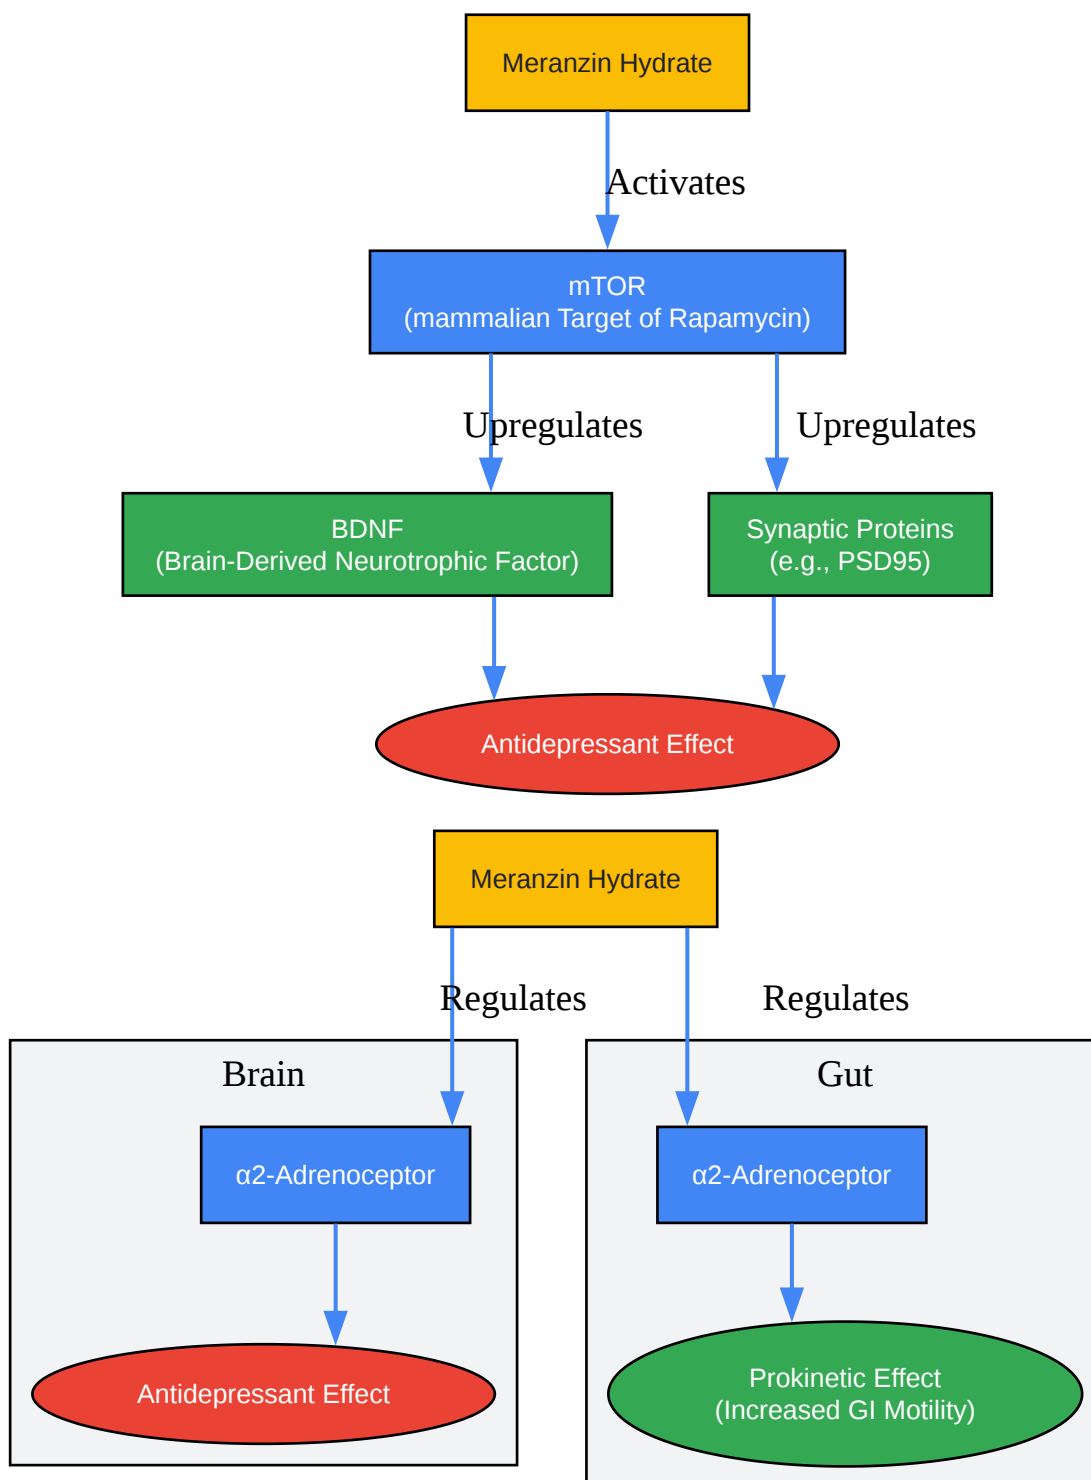 Meranzin Hydrate
Activates
mTOR
(mammalian Target of Rapamycin)
Upregulates
Upregulates
BDNF
(Brain-Derived Neurotrophic Factor)
Synaptic Proteins
(e.g., PSD95)
Antidepressant Effect
Meranzin Hydrate
Regulates
Regulates
Brain
Gut
α2-Adrenoceptor
α2-Adrenoceptor
Antidepressant Effect
Prokinetic Effect
(Increased GI Motility)